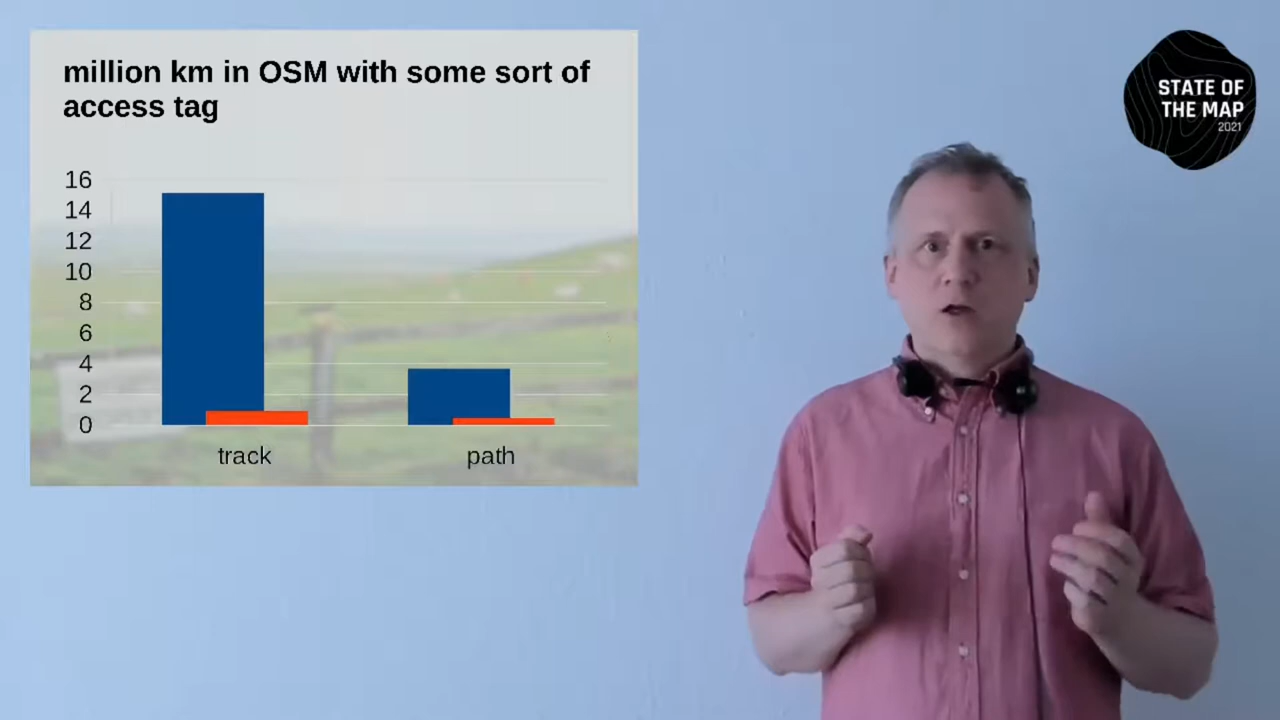 million km in OSM with some sort of
access tag
16
14
12
10
8
6
4
2
0
track
path
STATE OF
THE MAP
2021